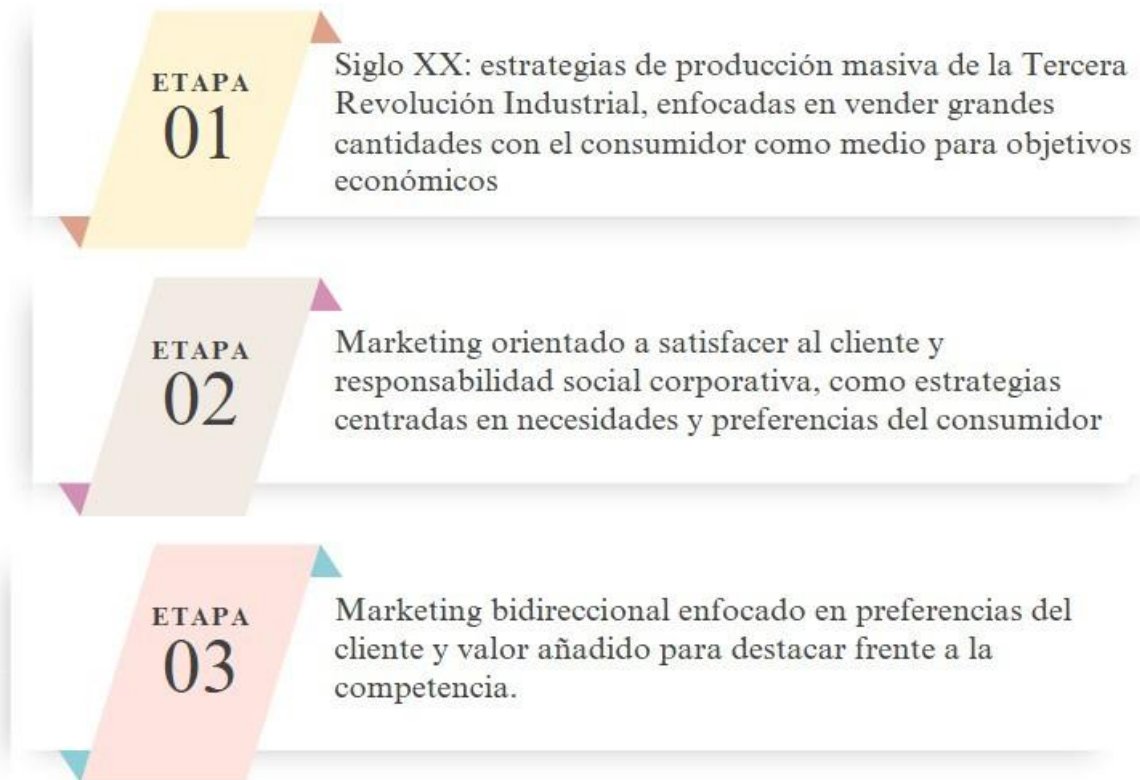 ETAPA
01
Siglo XX: estrategias de producción masiva de la Tercera
Revolución Industrial, enfocadas en vender grandes
cantidades con el consumidor como medio para objetivos
económicos
ETAPA
02
Marketing orientado a satisfacer al cliente y
responsabilidad social corporativa, como estrategias
centradas en necesidades y preferencias del consumidor
ETAPA
03
Marketing bidireccional enfocado en preferencias del
cliente y valor añadido para destacar frente a la
competencia.